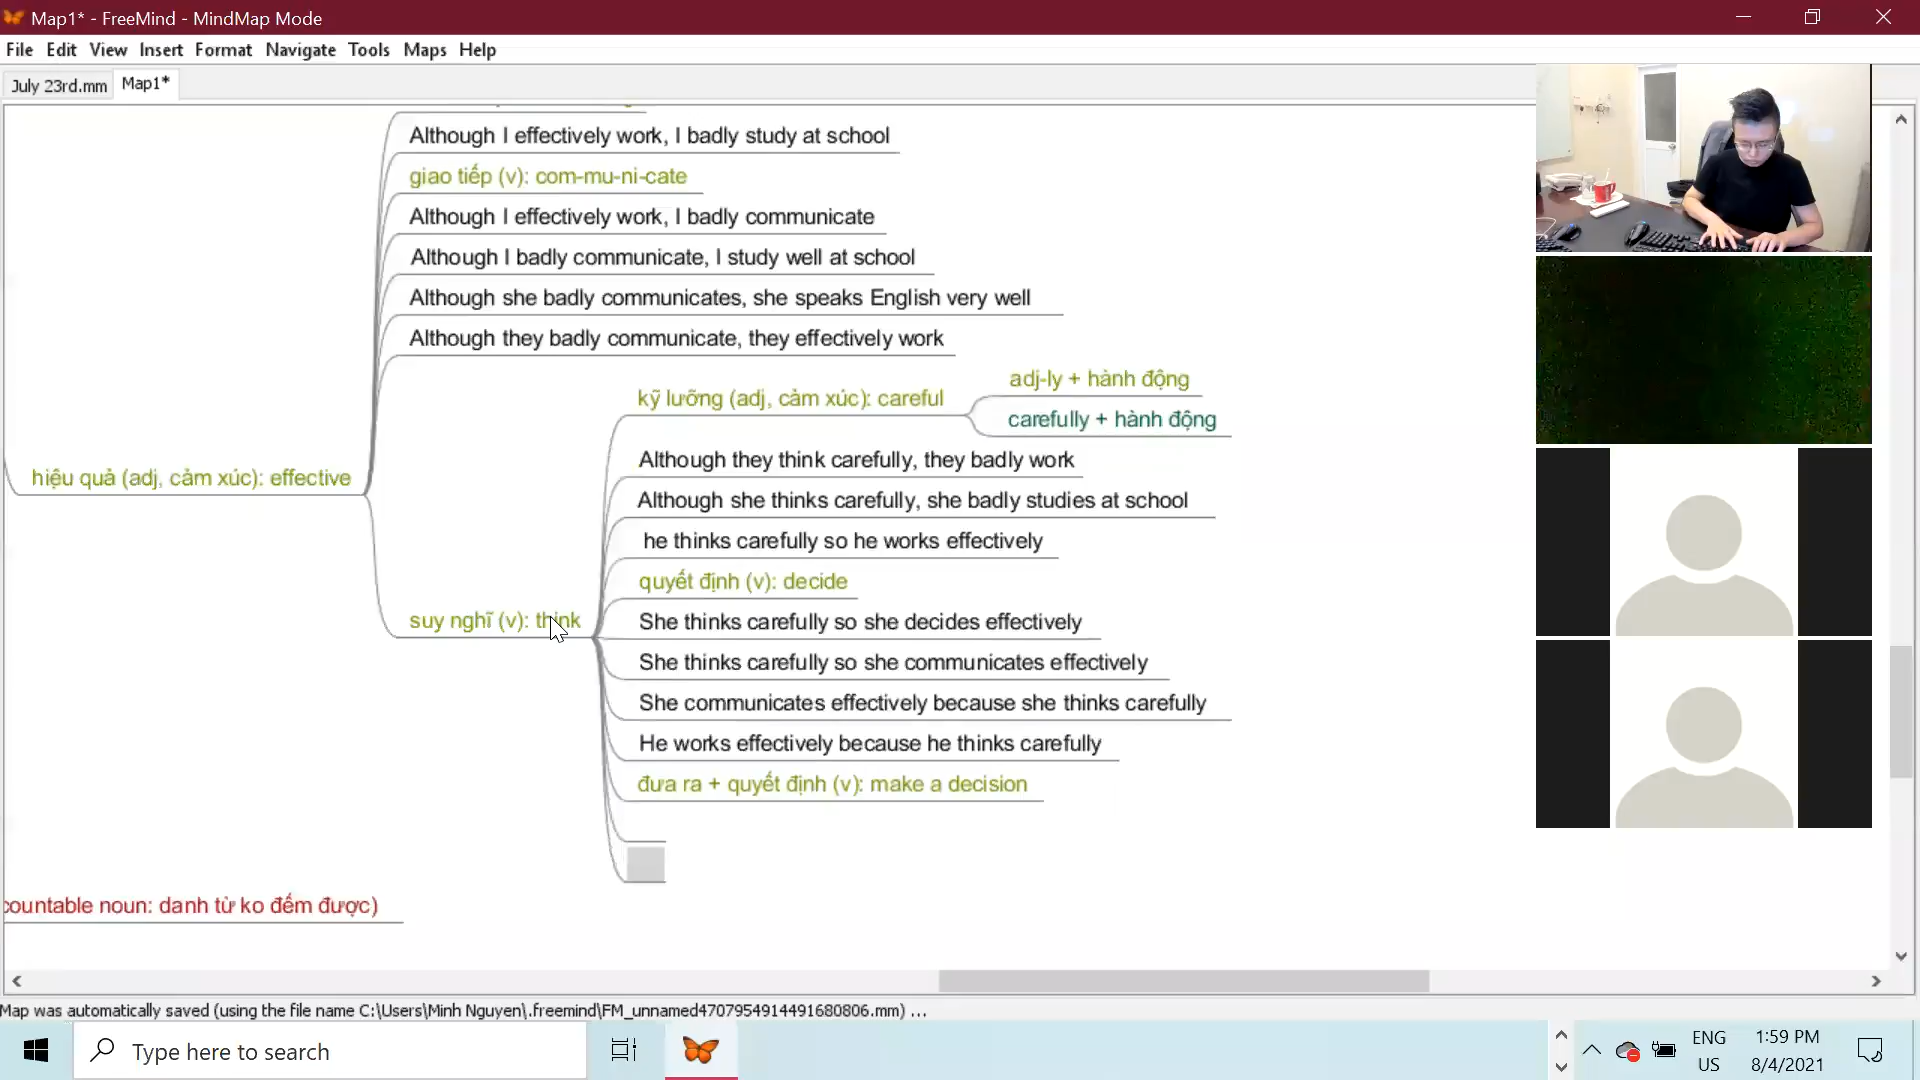 Map1* - FreeMind - MindMap Mode
File Edit View Insert Format Navigate Tools Maps Help
July 23rd.mm Map1*
Although I effectively work, I badly study at school
giao tiếp (v): com-mu-ni-cate
Although I effectively work, I badly communicate
Although I badly communicate, I study well at school
Although she badly communicates, she speaks English very well
Although they badly communicate, they effectively work
kỹ lưỡng (adj, cảm xúc): careful
adj-ly + hành động
carefully + hành động
Although they think carefully, they badly work
Although she thinks carefully, she badly studies at school
he thinks carefully so he works effectively
quyết định (v): decide
She thinks carefully so she decides effectively
She thinks carefully so she communicates effectively
She communicates effectively because she thinks carefully
He works effectively because he thinks carefully
đưa ra + quyết định (v): make a decision
hiệu quả (adj, cảm xúc): effective
suy nghĩ (v): think
countable noun: danh từ ko đếm được)
Map was automatically saved (using the file name C:\Users\Minh Nguyen\.freemind\FM_unnamed4707954914491680806.mm) ...
Type here to search
ENG
US
1:59 PM
8/4/2021